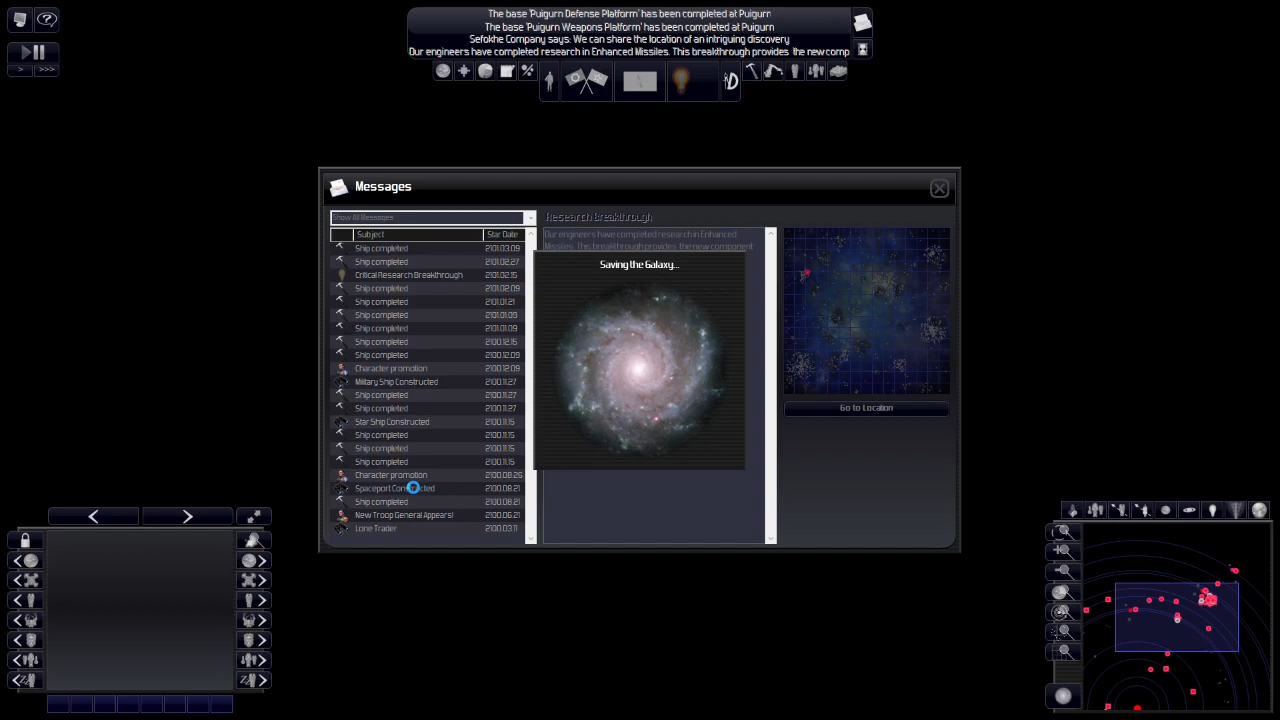 The base 'Puigurn Defense Platform' has been completed at Puigurn
The base 'Puigurn Weapons Platform' has been completed at Puigurn
Sefokhe Company says: We can share the location of an intriguing discovery
Our engineers have completed research in Enhanced Missiles. This breakthrough provides the new comp
Messages
Show All Messages
Research Breakthrough
Subject Star Date
Our engineers have completed research in Enhanced
Missiles. This breakthrough provides the new component
Ship completed 2101.03.09
Ship completed 2101.02.27
Critical Research Breakthrough 2101.02.15
Ship completed 2101.02.09
Ship completed 2101.01.21
Ship completed 2101.01.09
Ship completed 2101.01.09
Ship completed 2100.12.15
Ship completed 2100.12.09
Character promotion 2100.12.09
Military Ship Constructed 2100.11.27
Ship completed 2100.11.27
Ship completed 2100.11.27
Star Ship Constructed 2100.11.15
Ship completed 2100.11.15
Ship completed 2100.11.15
Ship completed 2100.11.15
Character promotion 2100.08.26
Spaceport Constructed 2100.08.21
Ship completed 2100.08.21
New Troop General Appears! 2100.06.21
Lone Trader 2100.03.11
Saving the Galaxy...
Go to Location